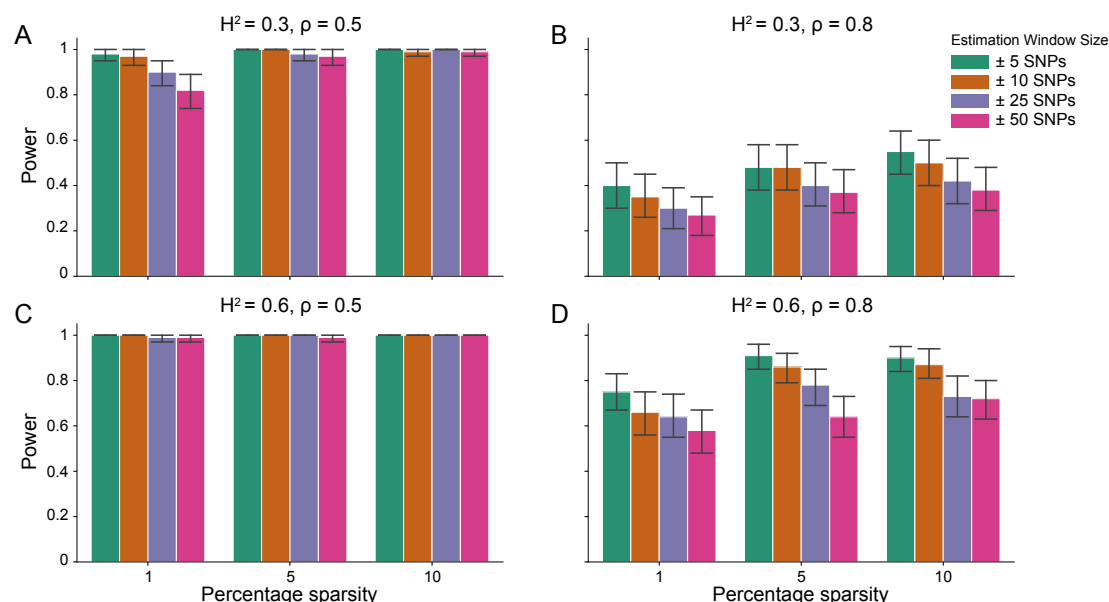 A
H² = 0.3, ρ = 0.5
Power
1
0.8
0.6
0.4
0.2
0
B
H² = 0.3, ρ = 0.8
Estimation Window Size
± 5 SNPs
± 10 SNPs
± 25 SNPs
± 50 SNPs
C
H² = 0.6, ρ = 0.5
Power
1
0.8
0.6
0.4
0.2
0
1 5 10
Percentage sparsity
D
H² = 0.6, ρ = 0.8
1 5 10
Percentage sparsity